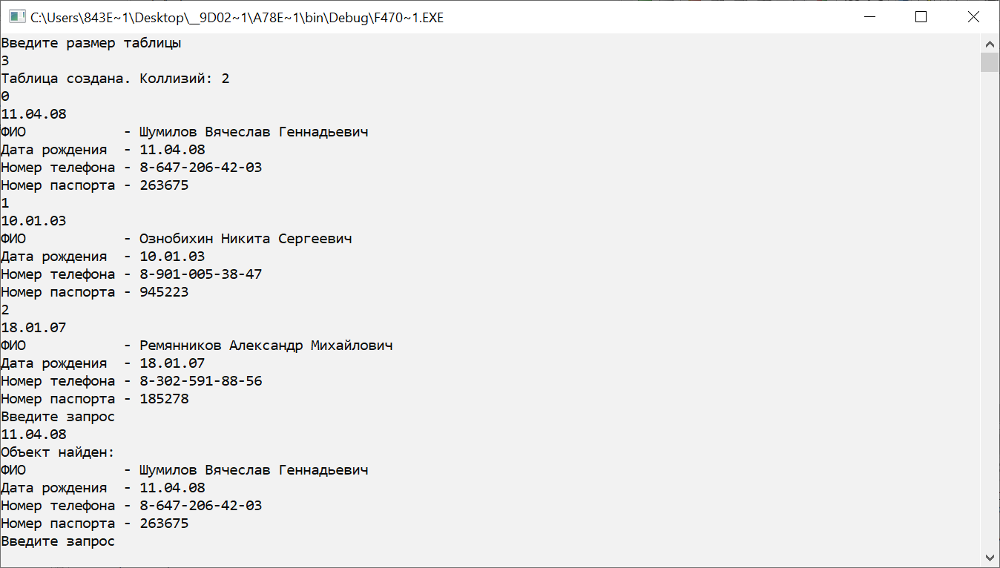 C:\Users\843E~1\Desktop\__9D02~1\A78E~1\bin\Debug\F470~1.EXE
Введите размер таблицы
3
Таблица создана. Коллизий: 2
0
11.04.08
ФИО            - Шумилов Вячеслав Геннадьевич
Дата рождения  - 11.04.08
Номер телефона - 8-647-206-42-03
Номер паспорта - 263675
1
10.01.03
ФИО            - Ознобихин Никита Сергеевич
Дата рождения  - 10.01.03
Номер телефона - 8-901-005-38-47
Номер паспорта - 945223
2
18.01.07
ФИО            - Ремянников Александр Михайлович
Дата рождения  - 18.01.07
Номер телефона - 8-302-591-88-56
Номер паспорта - 185278
Введите запрос
11.04.08
Объект найден:
ФИО            - Шумилов Вячеслав Геннадьевич
Дата рождения  - 11.04.08
Номер телефона - 8-647-206-42-03
Номер паспорта - 263675
Введите запрос